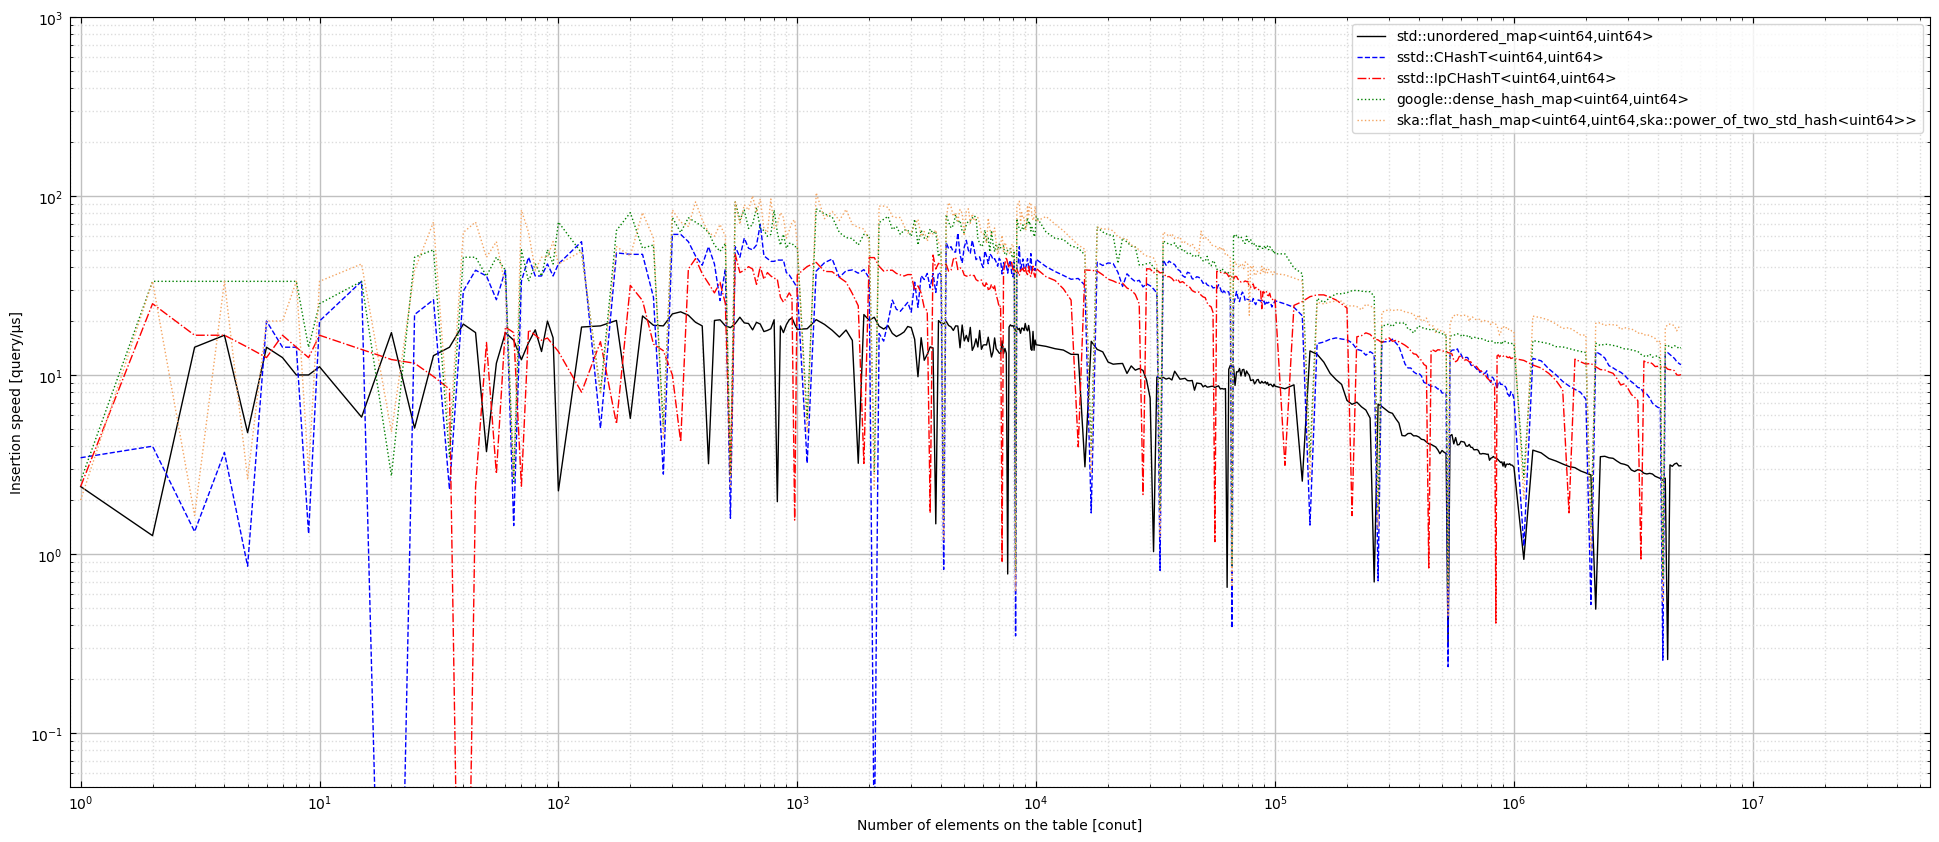 10³
10²
10¹
10⁰
10⁻¹
Insertion speed [query/μs]
std::unordered_map<uint64,uint64>
sstd::CHashT<uint64,uint64>
sstd::IpCHashT<uint64,uint64>
google::dense_hash_map<uint64,uint64>
ska::flat_hash_map<uint64,uint64,ska::power_of_two_std_hash<uint64>>
10⁰ 10¹ 10² 10³ 10⁴ 10⁵ 10⁶ 10⁷
Number of elements on the table [conut]